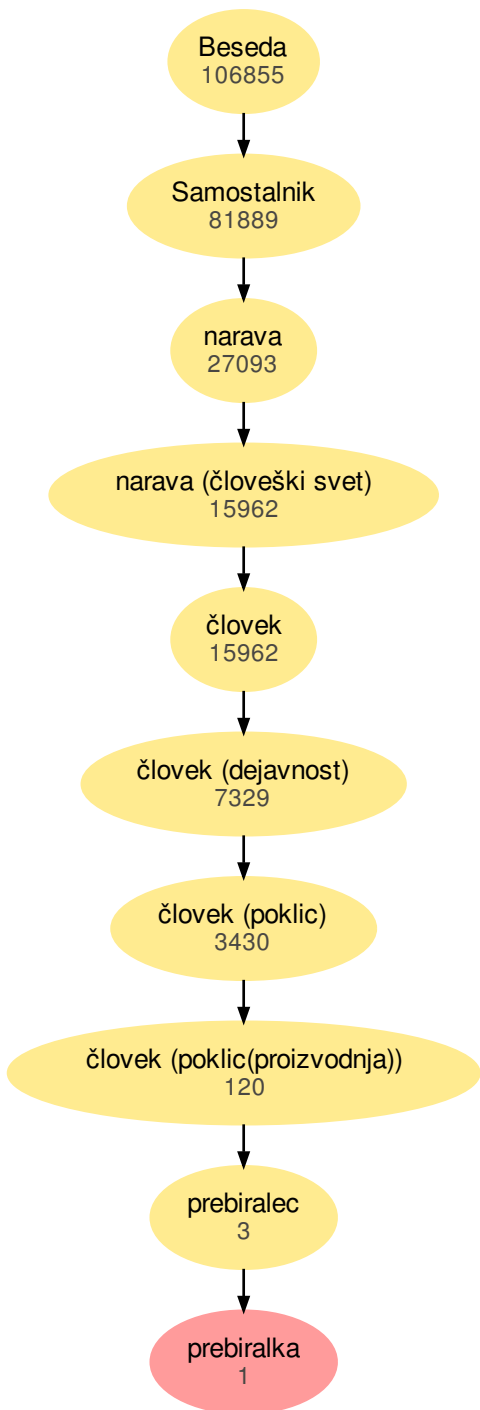 Beseda
106855
Samostalnik
81889
narava
27093
narava (človeški svet)
15962
človek
15962
človek (dejavnost)
7329
človek (poklic)
3430
človek (poklic(proizvodnja))
120
prebiralec
3
prebiralka
1